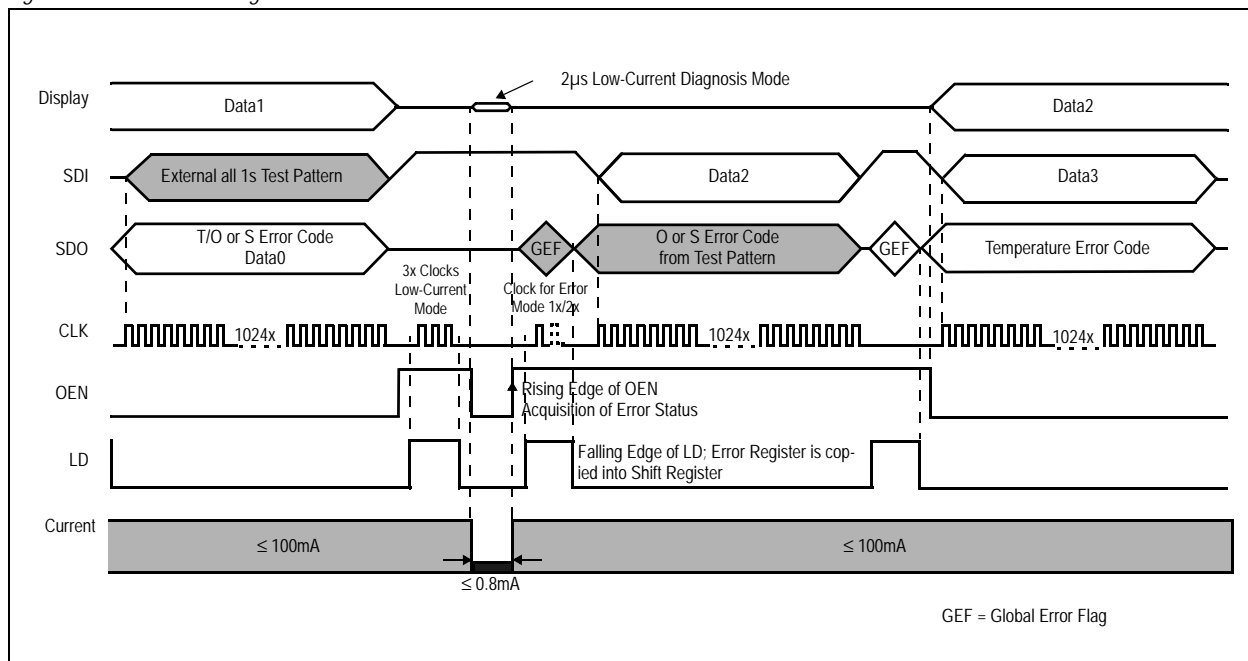 2µs Low-Current Diagnosis Mode
Display
Data1
Data2
SDI
External all 1s Test Pattern
Data2
Data3
SDO
T/O or S Error Code
Data0
GEF
O or S Error Code
from Test Pattern
GEF
Temperature Error Code
3x Clocks
Low-Current
Mode
Clock for Error
Mode 1x/2x
CLK
1024x
1024x
1024x
OEN
Rising Edge of OEN
Acquisition of Error Status
LD
Falling Edge of LD; Error Register is cop-
ied into Shift Register
Current
≤ 100mA
≤ 100mA
≤ 0.8mA
GEF = Global Error Flag